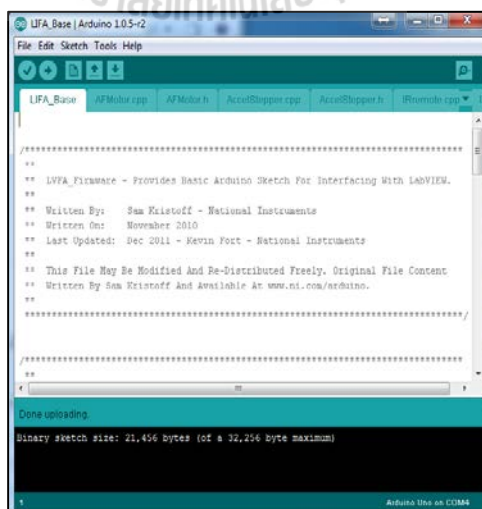 LIFA_Base | Arduino 1.0.5-r2
File Edit Sketch Tools Help
LIFA_Base AFMotor.cpp AFMotor.h AccelStepper.cpp AccelStepper.h IRremote.cpp
/*********************************************************************
**
** LVFA_Firmware - Provides Basic Arduino Sketch For Interfacing With LabVIEW.
**
** Written By: Sam Kristoff - National Instruments
** Written On: November 2010
** Last Updated: Dec 2011 - Kevin Fort - National Instruments
**
** This File May Be Modified And Re-Distributed Freely. Original File Content
** Written By Sam Kristoff And Available At www.ni.com/arduino.
**
*********************************************************************/
/*********************************************************************
**
Done uploading.
Binary sketch size: 21,456 bytes (of a 32,256 byte maximum)
1 Arduino Uno on COM4